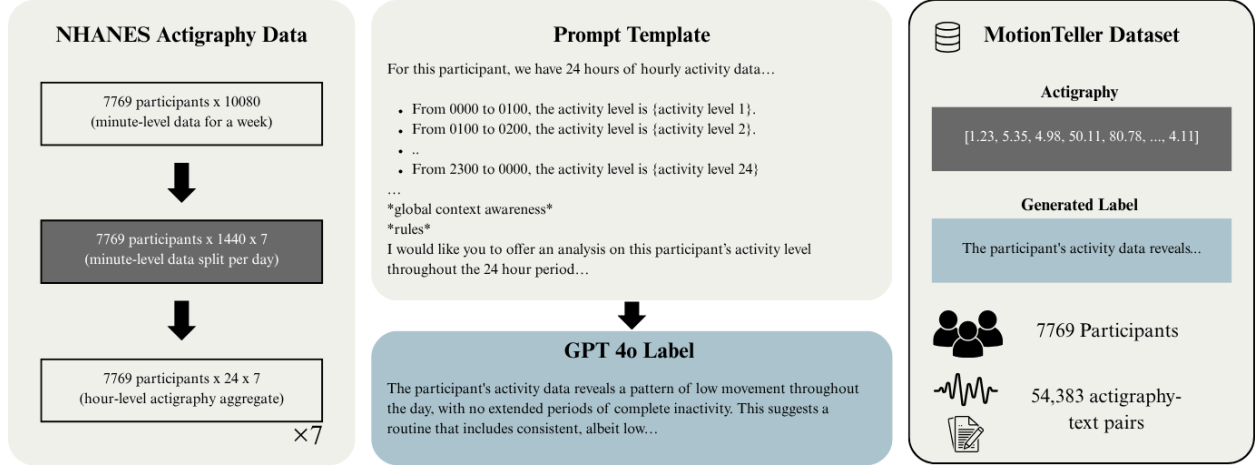 NHANES Actigraphy Data
7769 participants x 10080
(minute-level data for a week)
7769 participants x 1440 x 7
(minute-level data split per day)
7769 participants x 24 x 7
(hour-level actigraphy aggregate)
×7
Prompt Template
For this participant, we have 24 hours of hourly activity data…
• From 0000 to 0100, the activity level is {activity level 1}.
• From 0100 to 0200, the activity level is {activity level 2}.
• ..
• From 2300 to 0000, the activity level is {activity level 24}
…
*global context awareness*
*rules*
I would like you to offer an analysis on this participant’s activity level
throughout the 24 hour period…
GPT 4o Label
The participant's activity data reveals a pattern of low movement throughout
the day, with no extended periods of complete inactivity. This suggests a
routine that includes consistent, albeit low…
MotionTeller Dataset
Actigraphy
[1.23, 5.35, 4.98, 50.11, 80.78, ..., 4.11]
Generated Label
The participant's activity data reveals...
7769 Participants
54,383 actigraphy-
text pairs